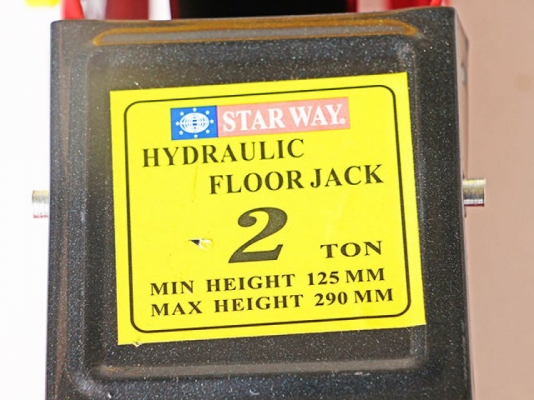 STAR WAY®
HYDRAULIC
FLOOR JACK
2 TON
MIN HEIGHT 125 MM
MAX HEIGHT 290 MM